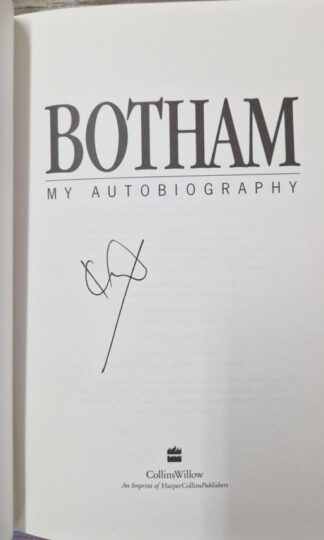 BOTHAM
MY AUTOBIOGRAPHY
CollinsWillow
An Imprint of HarperCollinsPublishers